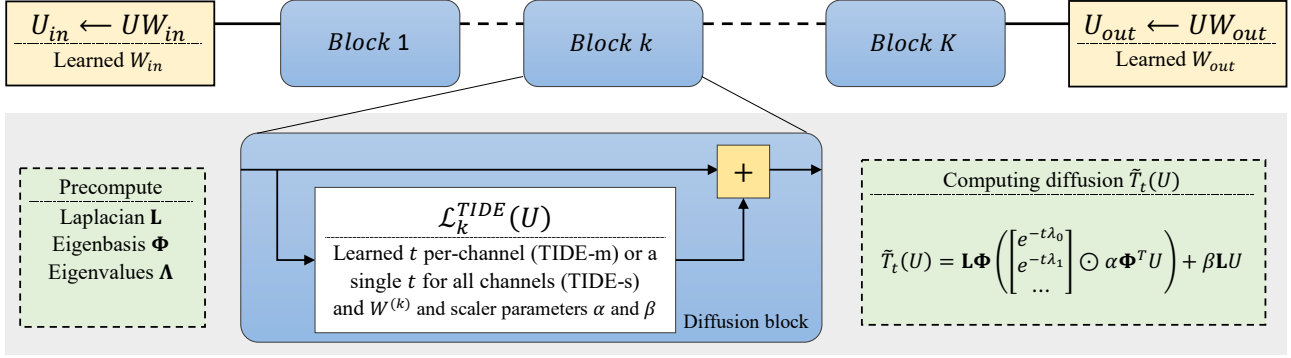 U_in ⟵ UW_in
Learned W_in
Block 1
Block k
Block K
U_out ⟵ UW_out
Learned W_out
Precompute
Laplacian L
Eigenbasis Φ
Eigenvalues Λ
+
ℒ_k^TIDE(U)
Learned t per-channel (TIDE-m) or a
single t for all channels (TIDE-s)
and W^(k) and scaler parameters α and β
Diffusion block
Computing diffusion T̃_t(U)
T̃_t(U) = LΦ([e^{-tλ_0} e^{-tλ_1} ...] ⊙ αΦ^T U) + βLU